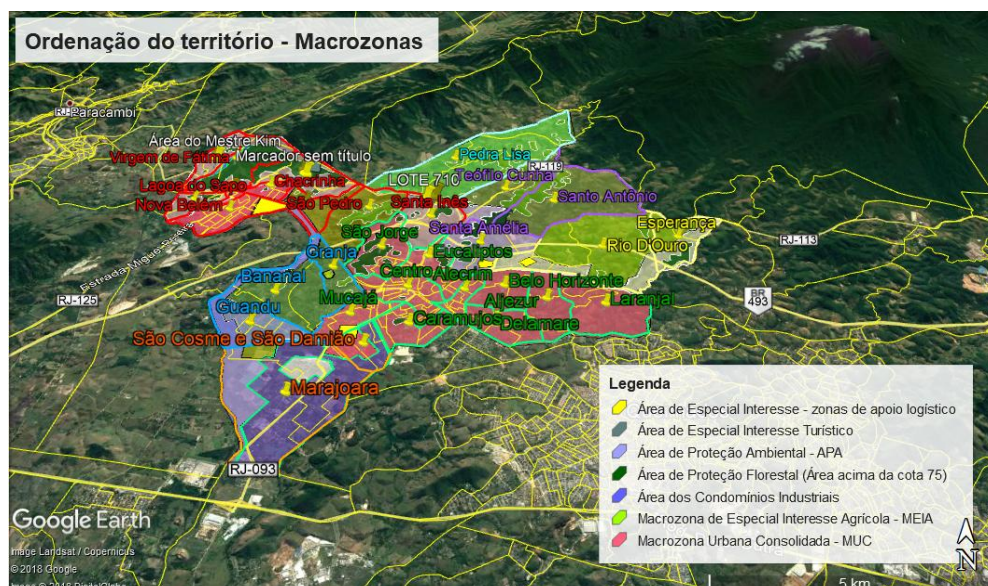 Ordenação do território - Macrozonas
Paracambi
Área do Mestre Kim
Virgem de Fátima
Marcador sem título
Pedra Lisa
RJ-119
Teófilo Cunha
Lagoa do Sapo
Chacrinha
LOTE 710
Nova Belém
São Pedro
Santa Inês
Santo Antônio
Esperança
São Jorge
Santa Amélia
Rio D'Ouro
RJ-113
Granja
Eucaliptos
Bananal
Centro
Alecrim
Belo Horizonte
RJ-125
Guandu
Mucajá
Aljezur
Laranjal
BR
493
Caramujos
Delamare
São Cosme e São Damião
Marajoara
RJ-093
Legenda
Área de Especial Interesse - zonas de apoio logístico
Área de Especial Interesse Turístico
Área de Proteção Ambiental - APA
Área de Proteção Florestal (Área acima da cota 75)
Área dos Condomínios Industriais
Macrozona de Especial Interesse Agrícola - MEIA
Macrozona Urbana Consolidada - MUC
Google Earth
Image Landsat / Copernicus
© 2018 Google
N
5 km